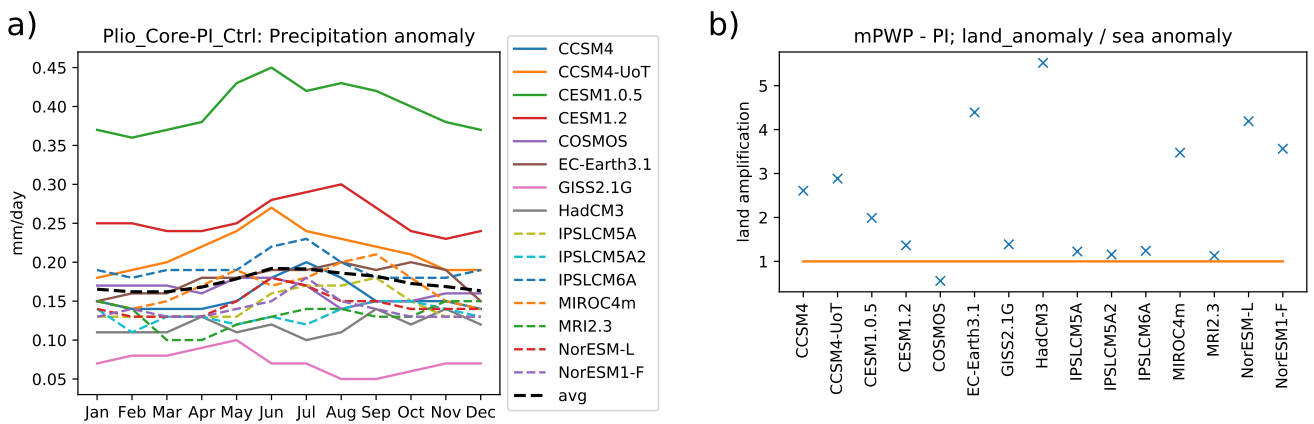 a)
Plio_Core-PI_Ctrl: Precipitation anomaly
mm/day
0.45
0.40
0.35
0.30
0.25
0.20
0.15
0.10
0.05
Jan Feb Mar Apr May Jun Jul Aug Sep Oct Nov Dec
CCSM4
CCSM4-UoT
CESM1.0.5
CESM1.2
COSMOS
EC-Earth3.1
GISS2.1G
HadCM3
IPSLCM5A
IPSLCM5A2
IPSLCM6A
MIROC4m
MRI2.3
NorESM-L
NorESM1-F
avg
b)
mPWP - PI; land_anomaly / sea anomaly
land amplification
5
4
3
2
1
CCSM4
CCSM4-UoT
CESM1.0.5
CESM1.2
COSMOS
EC-Earth3.1
GISS2.1G
HadCM3
IPSLCM5A
IPSLCM5A2
IPSLCM6A
MIROC4m
MRI2.3
NorESM-L
NorESM1-F